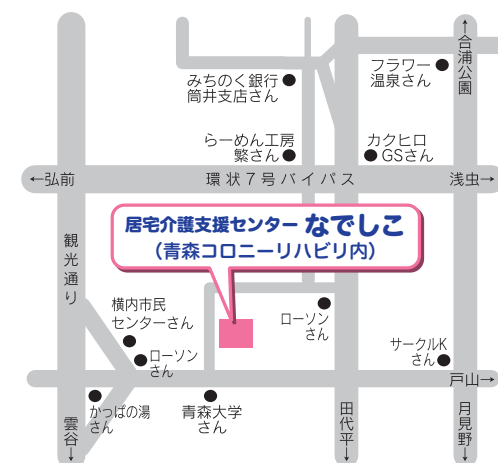 ↑合浦公園
フラワー
温泉さん
みちのく銀行
筒井支店さん
らーめん工房
繁さん
カクヒロ
GSさん
←弘前
環状7号バイパス
浅虫→
居宅介護支援センター なでしこ
（青森コロニーリハビリ内）
観光通り
横内市民
センターさん
ローソン
さん
ローソン
さん
サークルK
さん
戸山→
かっぱの湯
さん
青森大学
さん
雲谷↓
田代平↓
月見野↓